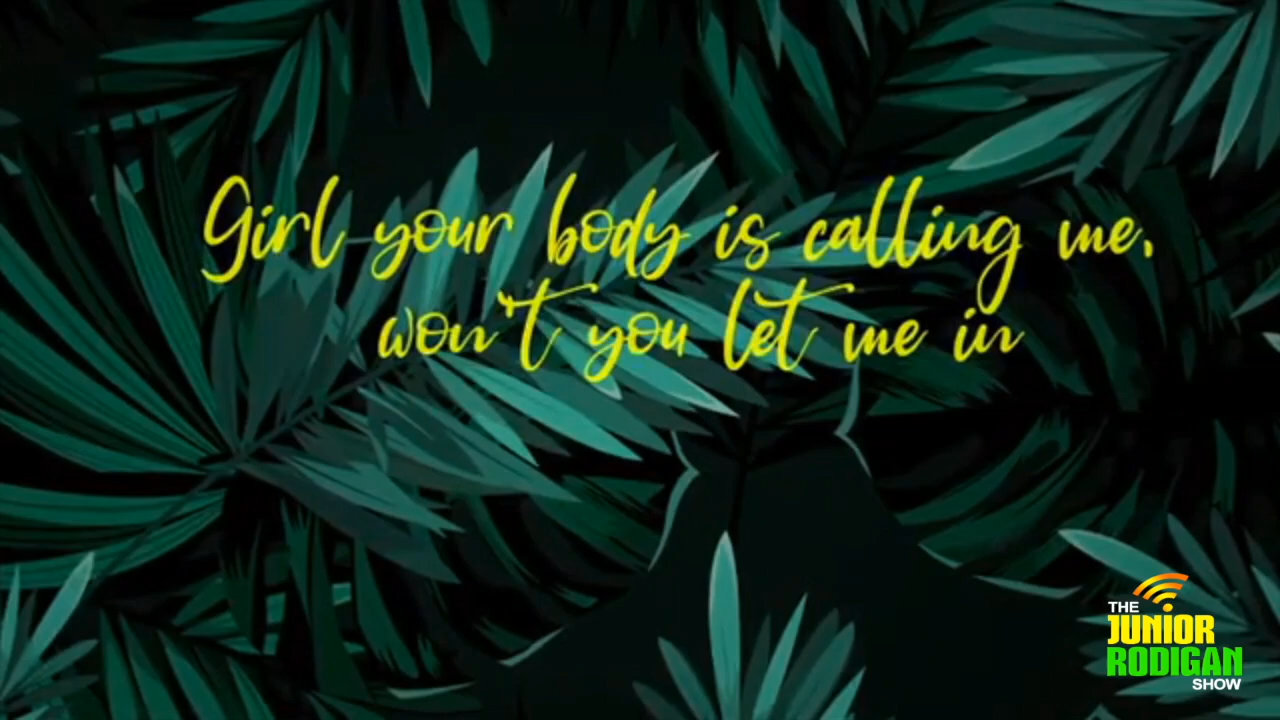 Girl your body is calling me,
won't you let me in
THE
JUNIOR
RODIGAN
SHOW